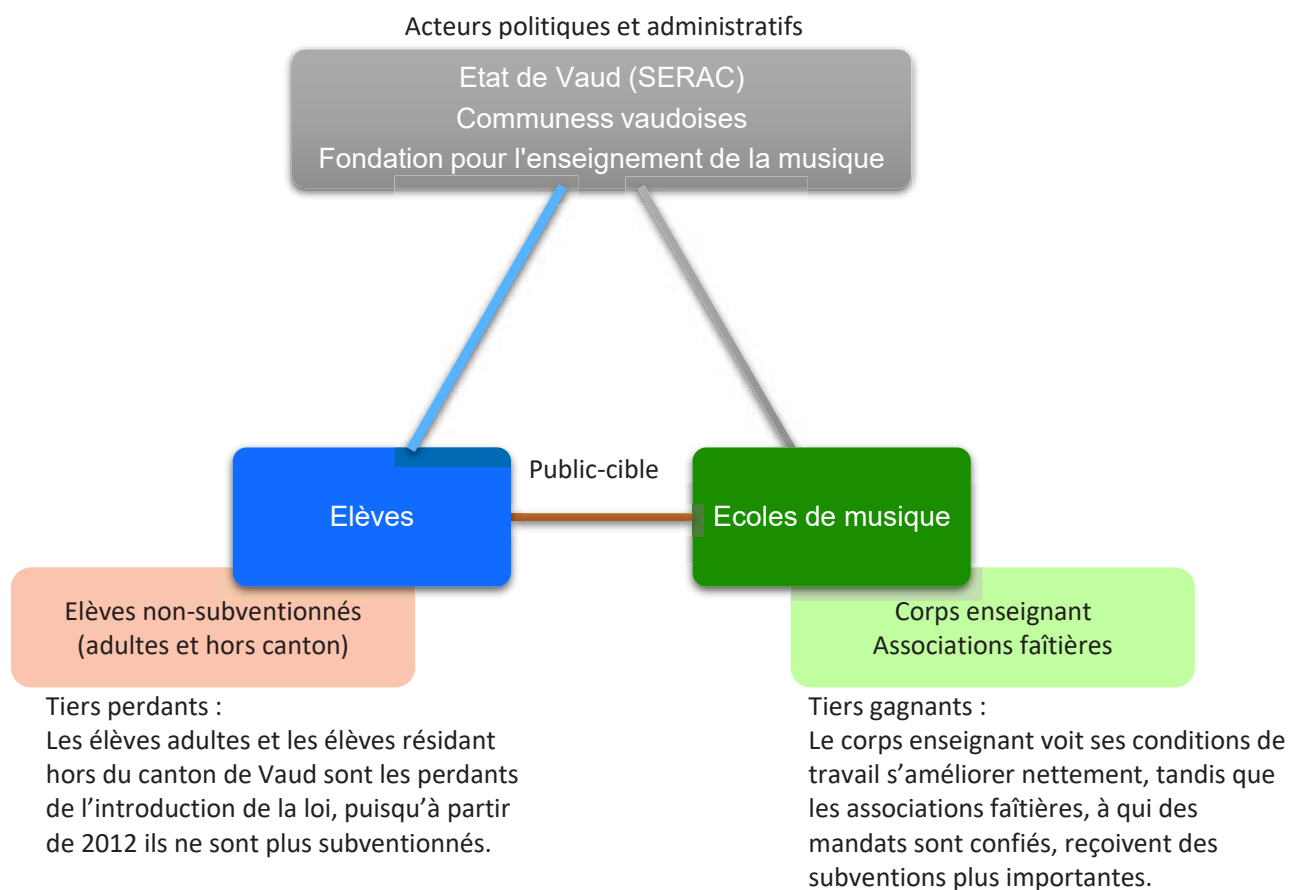 Acteurs politiques et administratifs
Etat de Vaud (SERAC)
Communess vaudoises
Fondation pour l'enseignement de la musique
Public-cible
Elèves
Ecoles de musique
Elèves non-subventionnés
(adultes et hors canton)
Corps enseignant
Associations faîtières
Tiers perdants :
Les élèves adultes et les élèves résidant
hors du canton de Vaud sont les perdants
de l’introduction de la loi, puisqu’à partir
de 2012 ils ne sont plus subventionnés.
Tiers gagnants :
Le corps enseignant voit ses conditions de
travail s’améliorer nettement, tandis que
les associations faîtières, à qui des
mandats sont confiés, reçoivent des
subventions plus importantes.